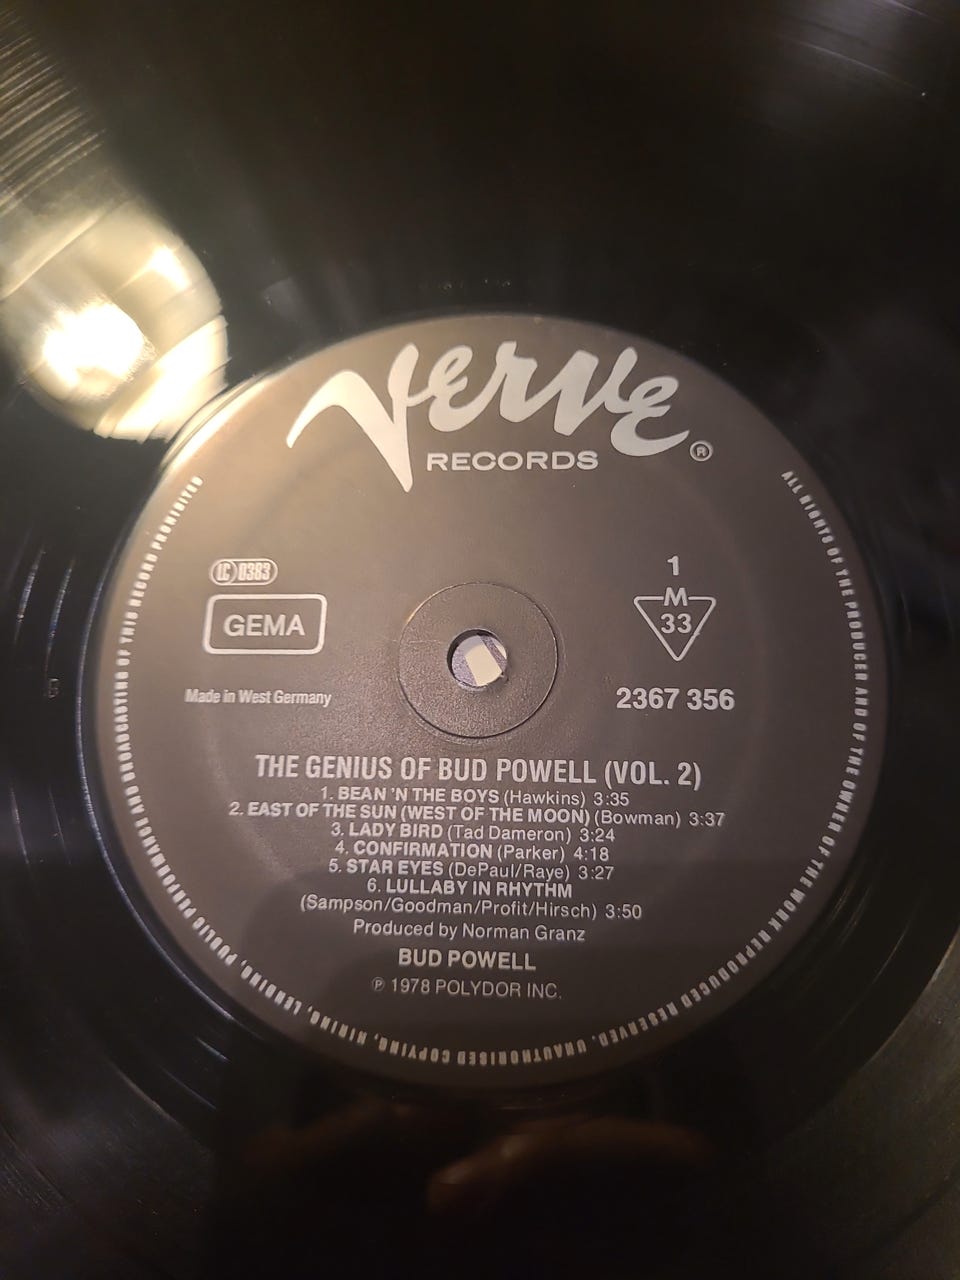 Verve
RECORDS ®
ALL RIGHTS OF THE PRODUCER AND OF THE OWNER OF THE WORK REPRODUCED RESERVED. UNAUTHORISED COPYING, HIRING, LENDING, PUBLIC PERFORMANCE AND BROADCASTING OF THIS RECORD PROHIBITED
LC 0383
GEMA
Made in West Germany
1
M
33
2367 356
THE GENIUS OF BUD POWELL (VOL. 2)
1. BEAN 'N THE BOYS (Hawkins) 3:35
2. EAST OF THE SUN (WEST OF THE MOON) (Bowman) 3:37
3. LADY BIRD (Tad Dameron) 3:24
4. CONFIRMATION (Parker) 4:18
5. STAR EYES (DePaul/Raye) 3:27
6. LULLABY IN RHYTHM
(Sampson/Goodman/Profit/Hirsch) 3:50
Produced by Norman Granz
BUD POWELL
℗ 1978 POLYDOR INC.